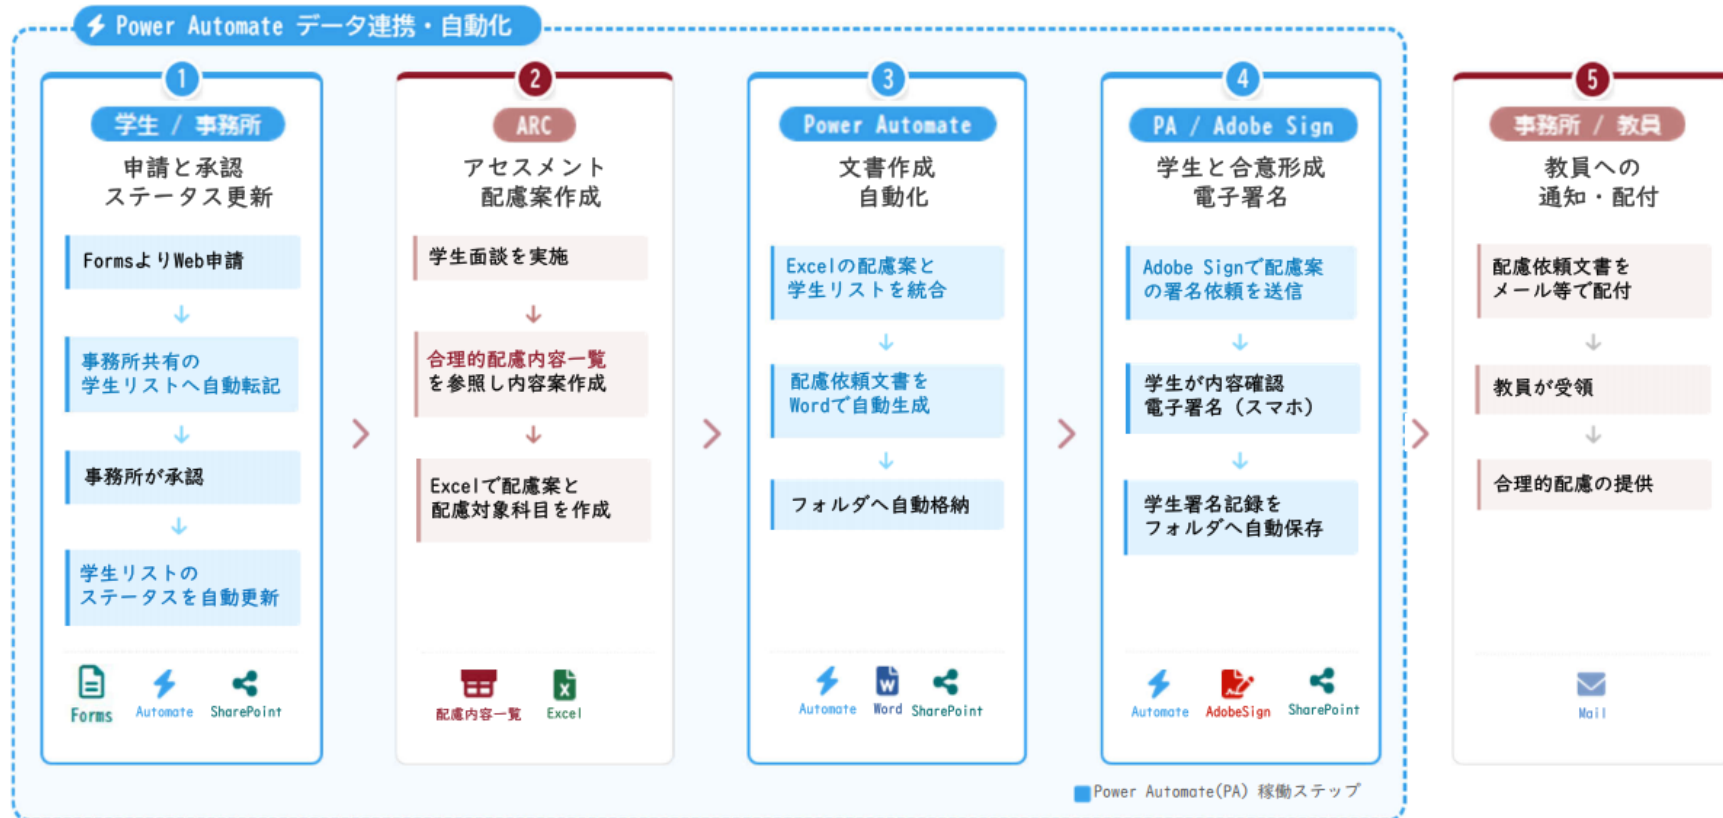 Power Automate データ連携・自動化
1
学生 / 事務所
申請と承認
ステータス更新
FormsよりWeb申請
↓
事務所共有の
学生リストへ自動転記
↓
事務所が承認
↓
学生リストの
ステータスを自動更新
Forms
Automate
SharePoint
2
ARC
アセスメント
配慮案作成
学生面談を実施
↓
合理的配慮内容一覧
を参照し内容案作成
↓
Excelで配慮案と
配慮対象科目を作成
配慮内容一覧
X
Excel
3
Power Automate
文書作成
自動化
Excelの配慮案と
学生リストを統合
↓
配慮依頼文書を
Wordで自動生成
↓
フォルダへ自動格納
Automate
W
Word
SharePoint
4
PA / Adobe Sign
学生と合意形成
電子署名
Adobe Signで配慮案
の署名依頼を送信
↓
学生が内容確認
電子署名（スマホ）
↓
学生署名記録を
フォルダへ自動保存
Automate
AdobeSign
SharePoint
5
事務所 / 教員
教員への
通知・配付
配慮依頼文書を
メール等で配付
↓
教員が受領
↓
合理的配慮の提供
Mail
Power Automate(PA) 稼働ステップ